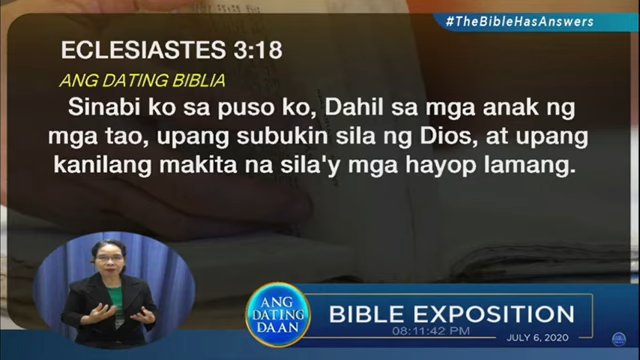 #TheBibleHasAnswers
ECLESIASTES 3:18
ANG DATING BIBLIA
Sinabi ko sa puso ko, Dahil sa mga anak ng
mga tao, upang subukin sila ng Dios, at upang
kanilang makita na sila'y mga hayop lamang.
ANG
DATING
DAAN
BIBLE EXPOSITION
08:11:42 PM
JULY 6, 2020